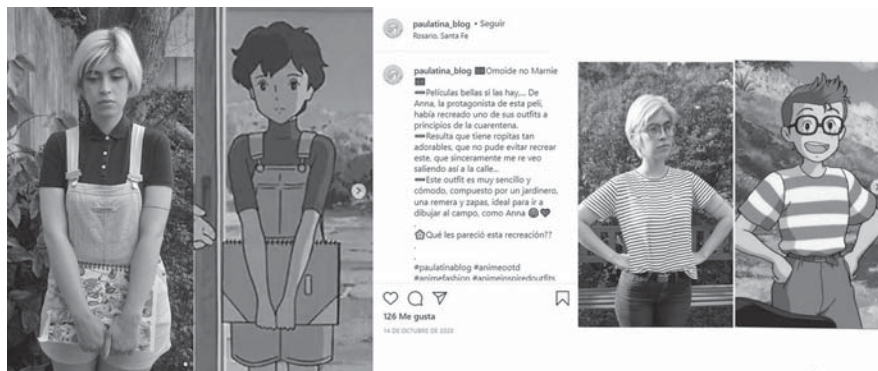 paulatina_blog • Seguir
Rosario, Santa Fe
paulatina_blog Omoide no Marnie
Películas bellas si las hay.... De
Anna, la protagonista de esta peli,
había recreado uno de sus outfits a
principios de la cuarentena.
Resulta que tiene ropitas tan
adorables, que no pude evitar recrear
este, que sinceramente me re veo
saliendo así a la calle...
Este outfit es muy sencillo y
cómodo, compuesto por un jardinero,
una remera y zapas, ideal para ir a
dibujar al campo, como Anna
.
Qué les pareció esta recreación??
.
.
#paulatinablog #animeootd
#animefashion #animeinspiredoutfits
126 Me gusta
14 DE OCTUBRE DE 2020